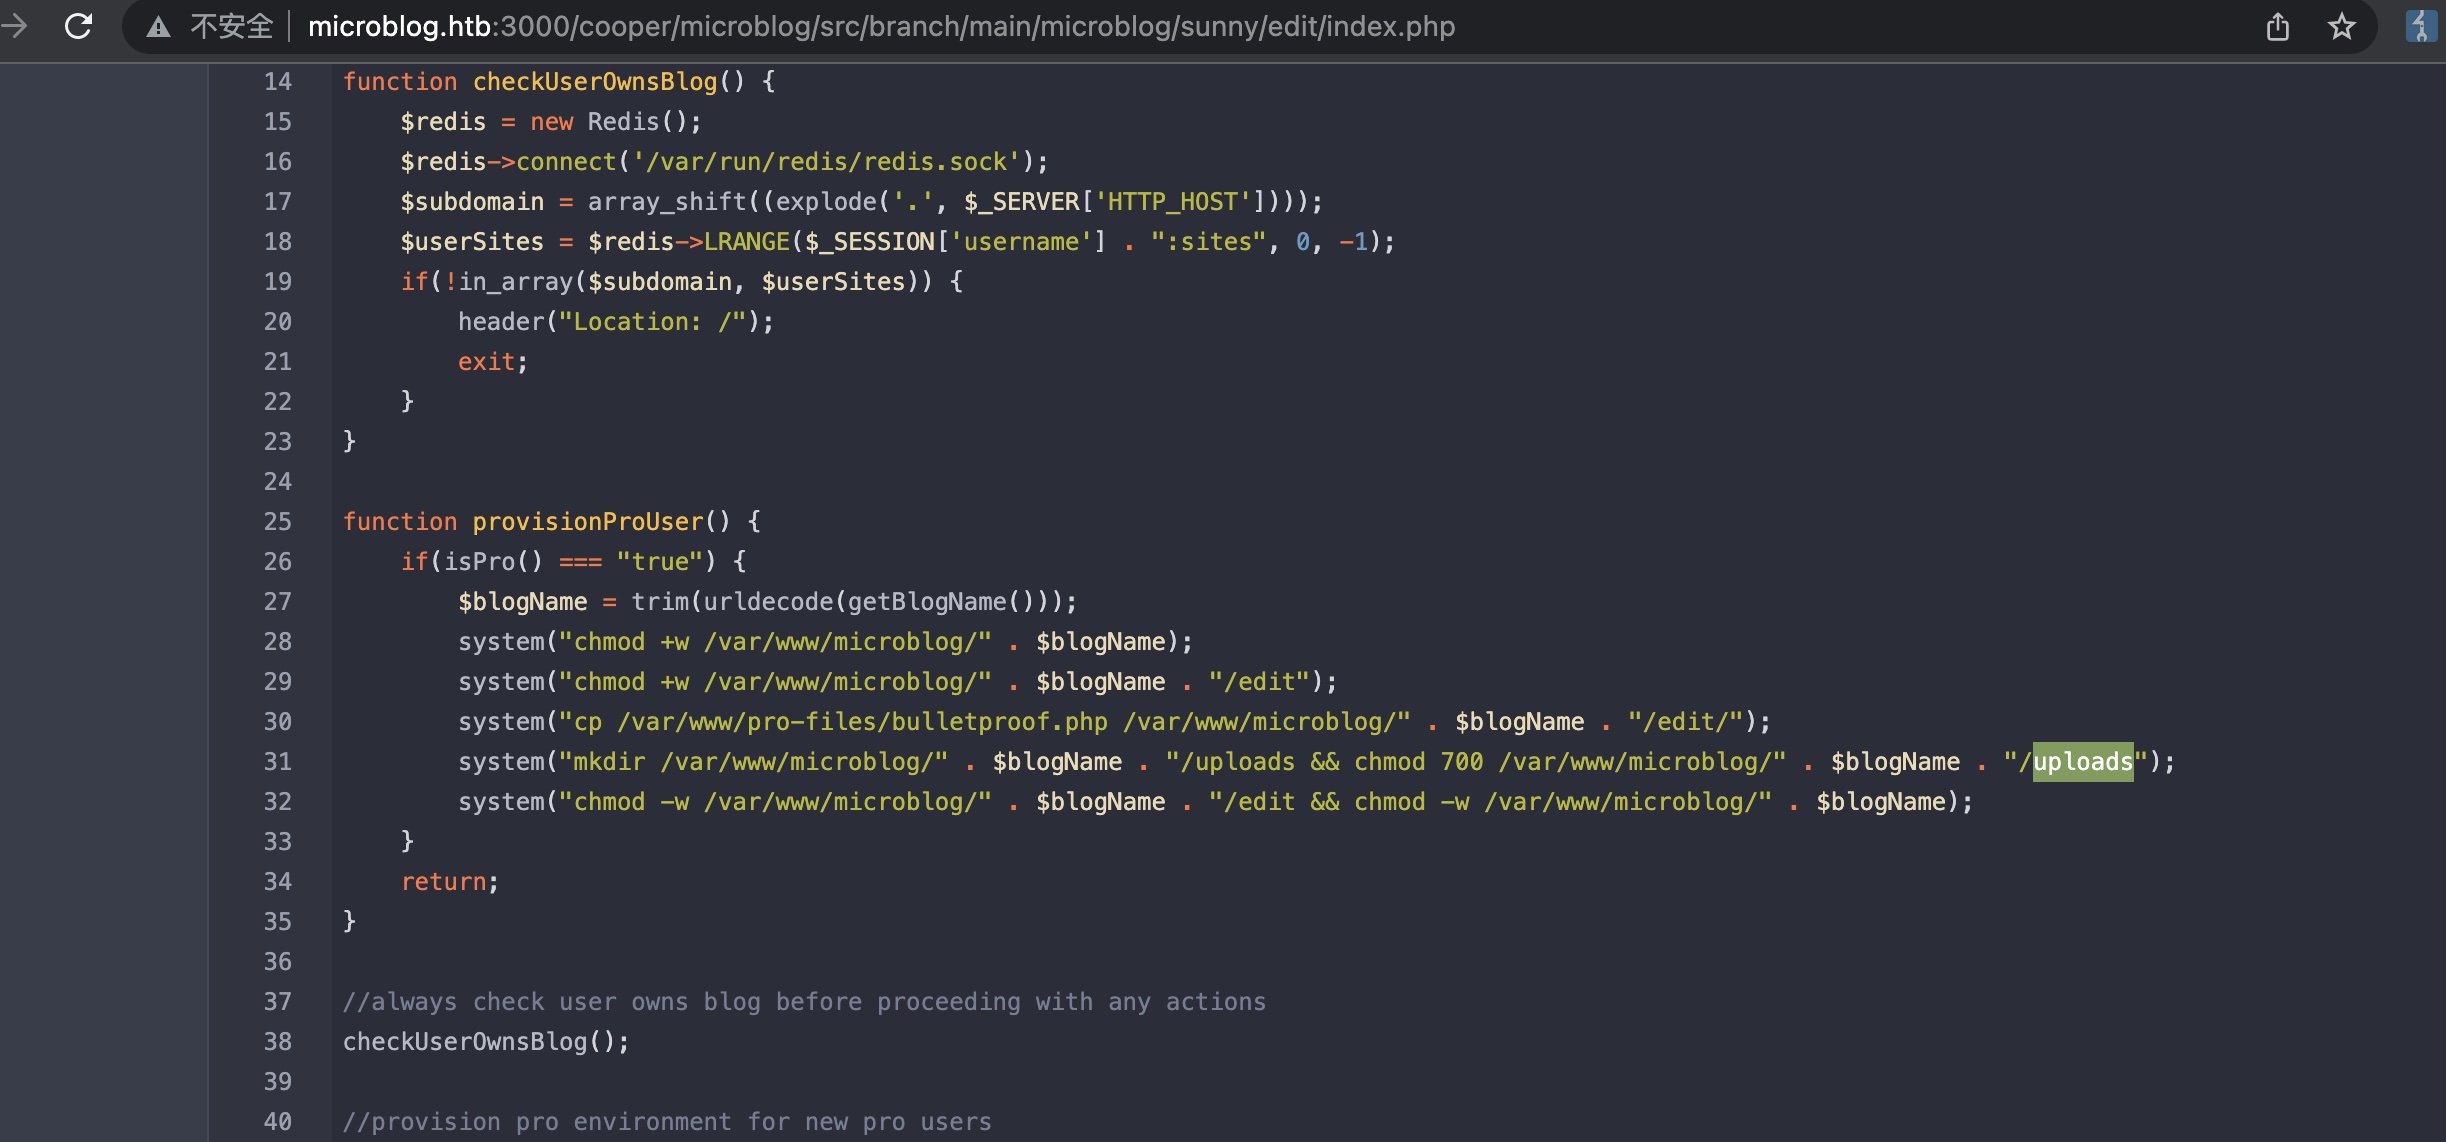 不安全 microblog.htb:3000/cooper/microblog/src/branch/main/microblog/sunny/edit/index.php
14 function checkUserOwnsBlog() {
15     $redis = new Redis();
16     $redis->connect('/var/run/redis/redis.sock');
17     $subdomain = array_shift((explode('.', $_SERVER['HTTP_HOST'])));
18     $userSites = $redis->LRANGE($_SESSION['username'] . ":sites", 0, -1);
19     if(!in_array($subdomain, $userSites)) {
20         header("Location: /");
21         exit;
22     }
23 }
24
25 function provisionProUser() {
26     if(isPro() === "true") {
27         $blogName = trim(urldecode(getBlogName()));
28         system("chmod +w /var/www/microblog/" . $blogName);
29         system("chmod +w /var/www/microblog/" . $blogName . "/edit");
30         system("cp /var/www/pro-files/bulletproof.php /var/www/microblog/" . $blogName . "/edit/");
31         system("mkdir /var/www/microblog/" . $blogName . "/uploads && chmod 700 /var/www/microblog/" . $blogName . "/uploads");
32         system("chmod -w /var/www/microblog/" . $blogName . "/edit && chmod -w /var/www/microblog/" . $blogName);
33     }
34     return;
35 }
36
37 //always check user owns blog before proceeding with any actions
38 checkUserOwnsBlog();
39
40 //provision pro environment for new pro users